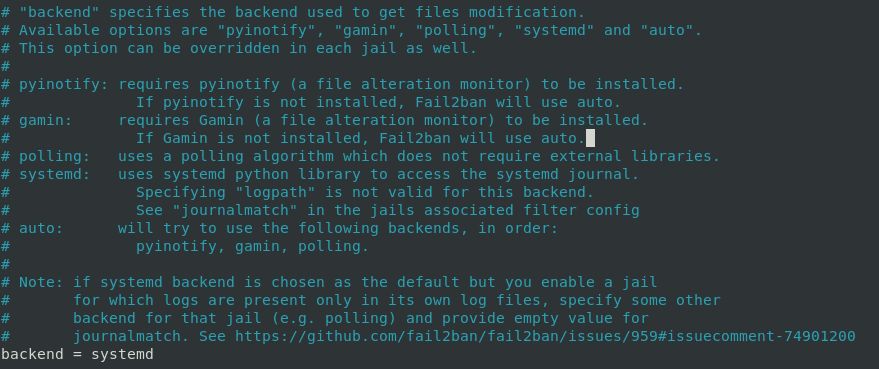 # "backend" specifies the backend used to get files modification.
# Available options are "pyinotify", "gamin", "polling", "systemd" and "auto".
# This option can be overridden in each jail as well.
#
# pyinotify: requires pyinotify (a file alteration monitor) to be installed.
#              If pyinotify is not installed, Fail2ban will use auto.
# gamin:     requires Gamin (a file alteration monitor) to be installed.
#              If Gamin is not installed, Fail2ban will use auto.
# polling:   uses a polling algorithm which does not require external libraries.
# systemd:   uses systemd python library to access the systemd journal.
#              Specifying "logpath" is not valid for this backend.
#              See "journalmatch" in the jails associated filter config
# auto:      will try to use the following backends, in order:
#              pyinotify, gamin, polling.
#
# Note: if systemd backend is chosen as the default but you enable a jail
#       for which logs are present only in its own log files, specify some other
#       backend for that jail (e.g. polling) and provide empty value for
#       journalmatch. See https://github.com/fail2ban/fail2ban/issues/959#issuecomment-74901200
backend = systemd